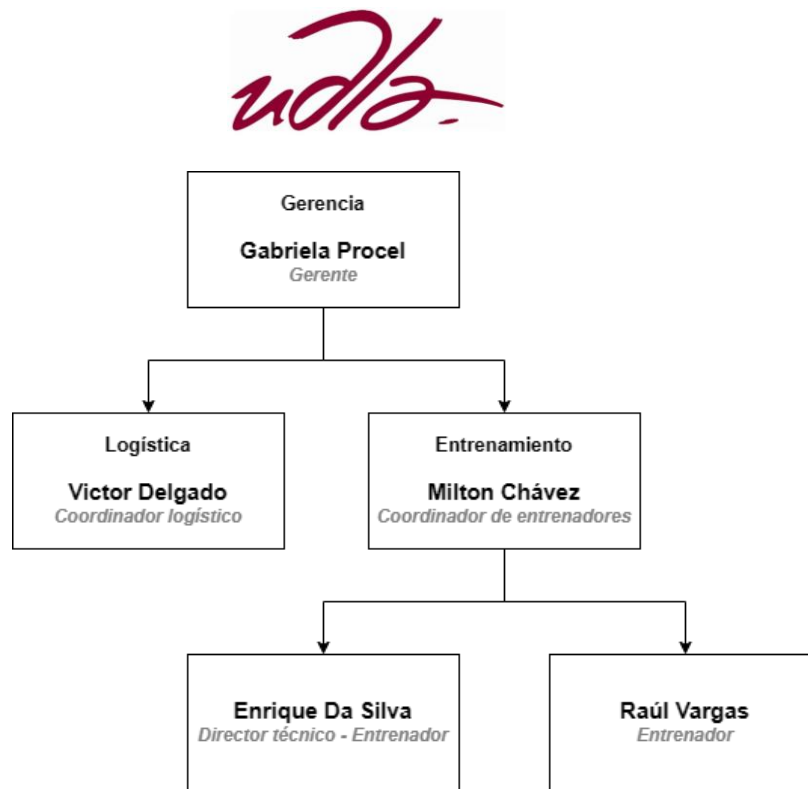 udla-
Gerencia
Gabriela Procel
Gerente
Logística
Victor Delgado
Coordinador logístico
Entrenamiento
Milton Chávez
Coordinador de entrenadores
Enrique Da Silva
Director técnico - Entrenador
Raúl Vargas
Entrenador